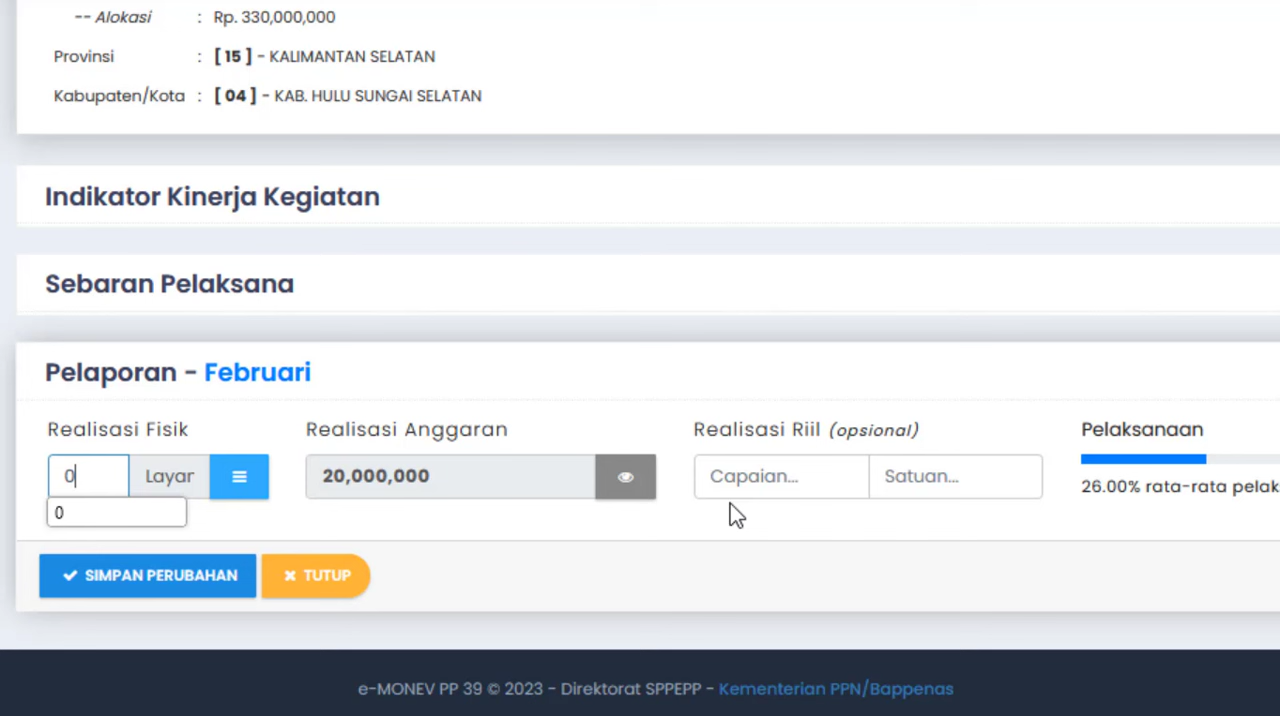 -- Alokasi : Rp. 330,000,000
Provinsi : [ 15 ] - KALIMANTAN SELATAN
Kabupaten/Kota : [ 04 ] - KAB. HULU SUNGAI SELATAN
Indikator Kinerja Kegiatan
Sebaran Pelaksana
Pelaporan - Februari
Realisasi Fisik Realisasi Anggaran Realisasi Riil (opsional) Pelaksanaan
0 Layar 20,000,000 Capaian... Satuan...
26.00% rata-rata pelak
0
SIMPAN PERUBAHAN TUTUP
e-MONEV PP 39 © 2023 - Direktorat SPPEPP - Kementerian PPN/Bappenas